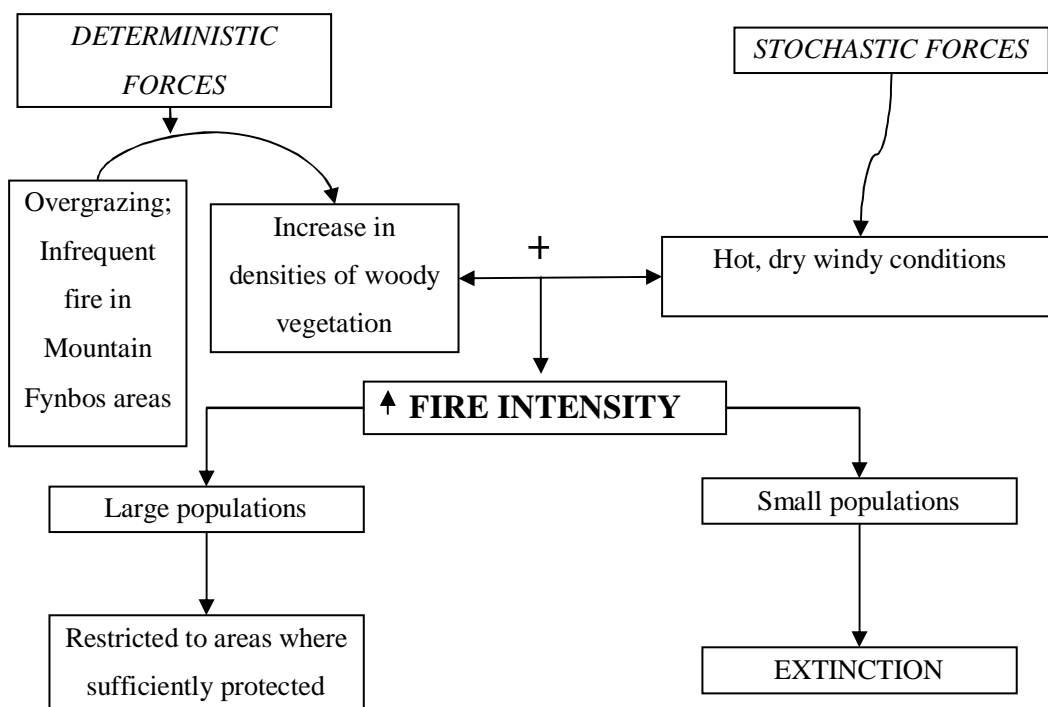 DETERMINISTIC
FORCES
STOCHASTIC FORCES
Overgrazing;
Infrequent
fire in
Mountain
Fynbos areas
Increase in
densities of woody
vegetation
+
Hot, dry windy conditions
FIRE INTENSITY
Large populations
Small populations
Restricted to areas where
sufficiently protected
EXTINCTION